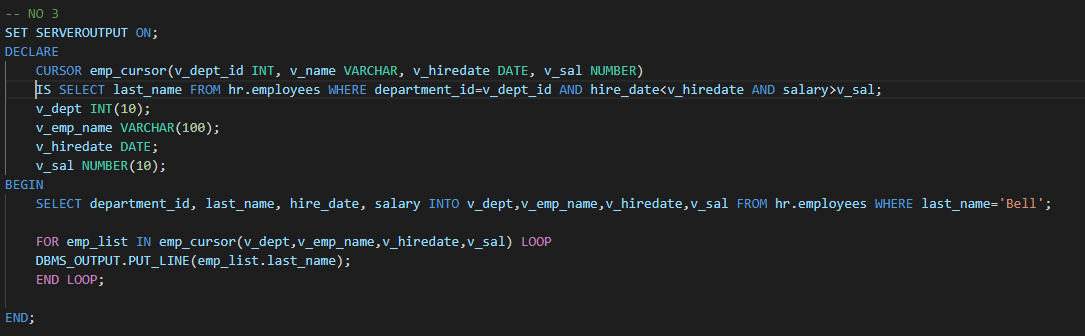 -- NO 3
SET SERVEROUTPUT ON;
DECLARE
    CURSOR emp_cursor(v_dept_id INT, v_name VARCHAR, v_hiredate DATE, v_sal NUMBER)
    IS SELECT last_name FROM hr.employees WHERE department_id=v_dept_id AND hire_date<v_hiredate AND salary>v_sal;
    v_dept INT(10);
    v_emp_name VARCHAR(100);
    v_hiredate DATE;
    v_sal NUMBER(10);
BEGIN
    SELECT department_id, last_name, hire_date, salary INTO v_dept,v_emp_name,v_hiredate,v_sal FROM hr.employees WHERE last_name='Bell';
    FOR emp_list IN emp_cursor(v_dept,v_emp_name,v_hiredate,v_sal) LOOP
    DBMS_OUTPUT.PUT_LINE(emp_list.last_name);
    END LOOP;
END;